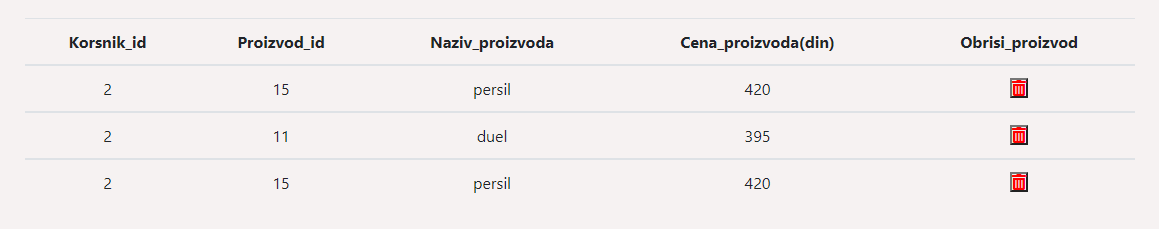 Korsnik_id Proizvod_id Naziv_proizvoda Cena_proizvoda(din) Obrisi_proizvod
2 15 persil 420
2 11 duel 395
2 15 persil 420